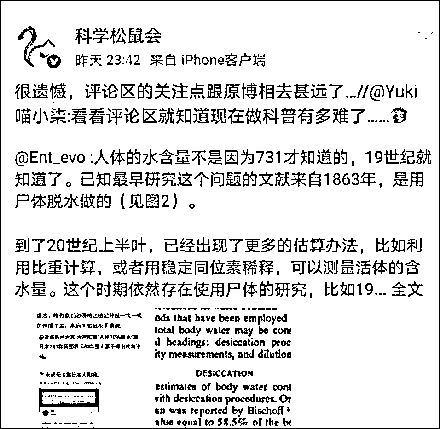 科学松鼠会
昨天 23:42 来自 iPhone客户端
很遗憾，评论区的关注点跟原博相去甚远了...//@Yuki
喵小柒:看看评论区就知道现在做科普有多难了......
@Ent_evo :人体的水含量不是因为731才知道的，19世纪就
知道了。已知最早研究这个问题的文献来自1863年，是用
尸体脱水做的（见图2）。
到了20世纪上半叶，已经出现了更多的估算办法，比如利
用比重计算，或者用稳定同位素稀释，可以测量活体的含
水量。这个时期依然存在使用尸体的研究，比如19... 全文
nds that have been employed
total body water may be con
d headings: desiccation proc
ity measurements, and dilution
DESICCATION
estimates of body water cont
with desiccation procedures. Or
an was reported by Bischoff
alue equal to 58.5% of the b